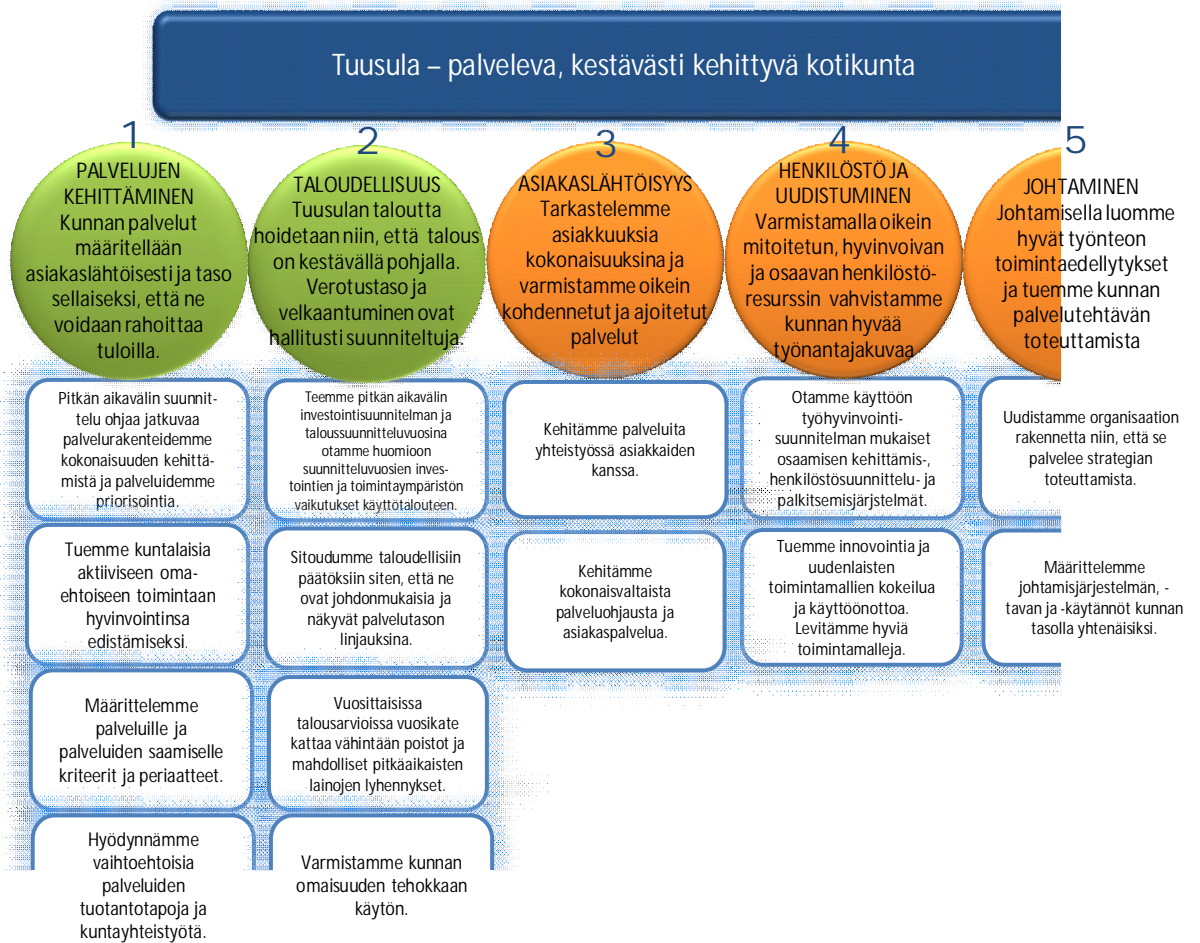 Tuusula – palveleva, kestävästi kehittyvä kotikunta
1
PALVELUJEN
KEHITTÄMINEN
Kunnan palvelut
määritellään
asiakaslähtöisesti ja taso
sellaiseksi, että ne
voidaan rahoittaa
tuloilla.
Pitkän aikavälin suunnit-
telu ohjaa jatkuvaa
palvelurakenteidemme
kokonaisuuden kehittä-
mistä ja palveluidemme
priorisointia.
Tuemme kuntalaisia
aktiiviseen oma-
ehtoiseen toimintaan
hyvinvointinsa
edistämiseksi.
Määrittelemme
palveluille ja
palveluiden saamiselle
kriteerit ja periaatteet.
Hyödynnämme
vaihtoehtoisia
palveluiden
tuotantotapoja ja
kuntayhteistyötä.
2
TALOUDELLISUUS
Tuusulan taloutta
hoidetaan niin, että talous
on kestävällä pohjalla.
Verotustaso ja
velkaantuminen ovat
hallitusti suunniteltuja.
Teemme pitkän aikavälin
investointisuunnitelman ja
taloussuunnitteluvuosina
otamme huomioon
suunnitteluvuosien inves-
tointien ja toimintaympäristön
vaikutukset käyttötalouteen.
Sitoudumme taloudellisiin
päätöksiin siten, että ne
ovat johdonmukaisia ja
näkyvät palvelutason
linjauksina.
Vuosittaisissa
talousarvioissa vuosikate
kattaa vähintään poistot ja
mahdolliset pitkäaikaisten
lainojen lyhennykset.
Varmistamme kunnan
omaisuuden tehokkaan
käytön.
3
ASIAKASLÄHTÖISYYS
Tarkastelemme
asiakkuuksia
kokonaisuuksina ja
varmistamme oikein
kohdennetut ja ajoitetut
palvelut
Kehitämme palveluita
yhteistyössä asiakkaiden
kanssa.
Kehitämme
kokonaisvaltaista
palveluohjausta ja
asiakaspalvelua.
4
HENKILÖSTÖ JA
UUDISTUMINEN
Varmistamalla oikein
mitoitetun, hyvinvoivan
ja osaavan henkilöstö-
resurssin vahvistamme
kunnan hyvää
työnantajakuvaa
Otamme käyttöön
työhyvinvointi-
suunnitelman mukaiset
osaamisen kehittämis-,
henkilöstösuunnittelu- ja
palkitsemisjärjstelmät.
Tuemme innovointia ja
uudenlaisten
toimintamallien kokeilua
ja käyttöönottoa.
Levitämme hyviä
toimintamalleja.
5
JOHTAMINEN
Johtamisella luomme
hyvät työnteon
toimintaedellytykset
ja tuemme kunnan
palvelutehtävän
toteuttamista
Uudistamme organisaation
rakennetta niin, että se
palvelee strategian
toteuttamista.
Määrittelemme
johtamisjärjestelmän, -
tavan ja -käytännöt kunnan
tasolla yhtenäisiksi.